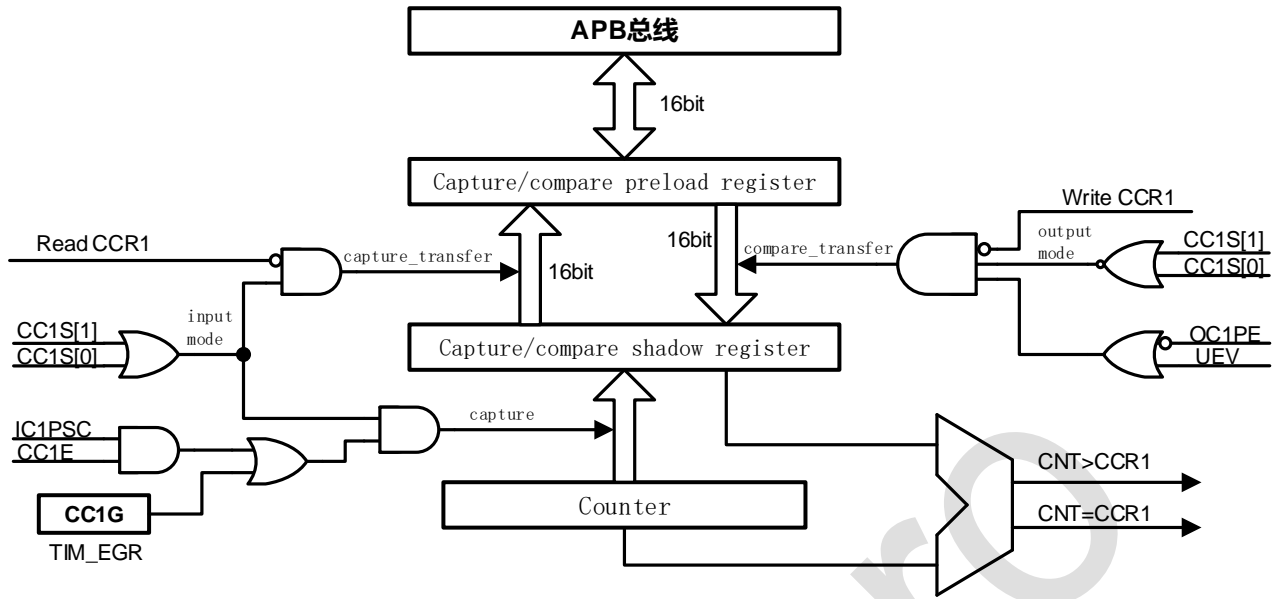 APB总线
16bit
Capture/compare preload register
Write CCR1
Read CCR1
capture_transfer
16bit
16bit
compare_transfer
output
mode
CC1S[1]
CC1S[0]
CC1S[1]
CC1S[0]
input
mode
Capture/compare shadow register
OC1PE
UEV
IC1PSC
CC1E
capture
CC1G
TIM_EGR
Counter
CNT>CCR1
CNT=CCR1